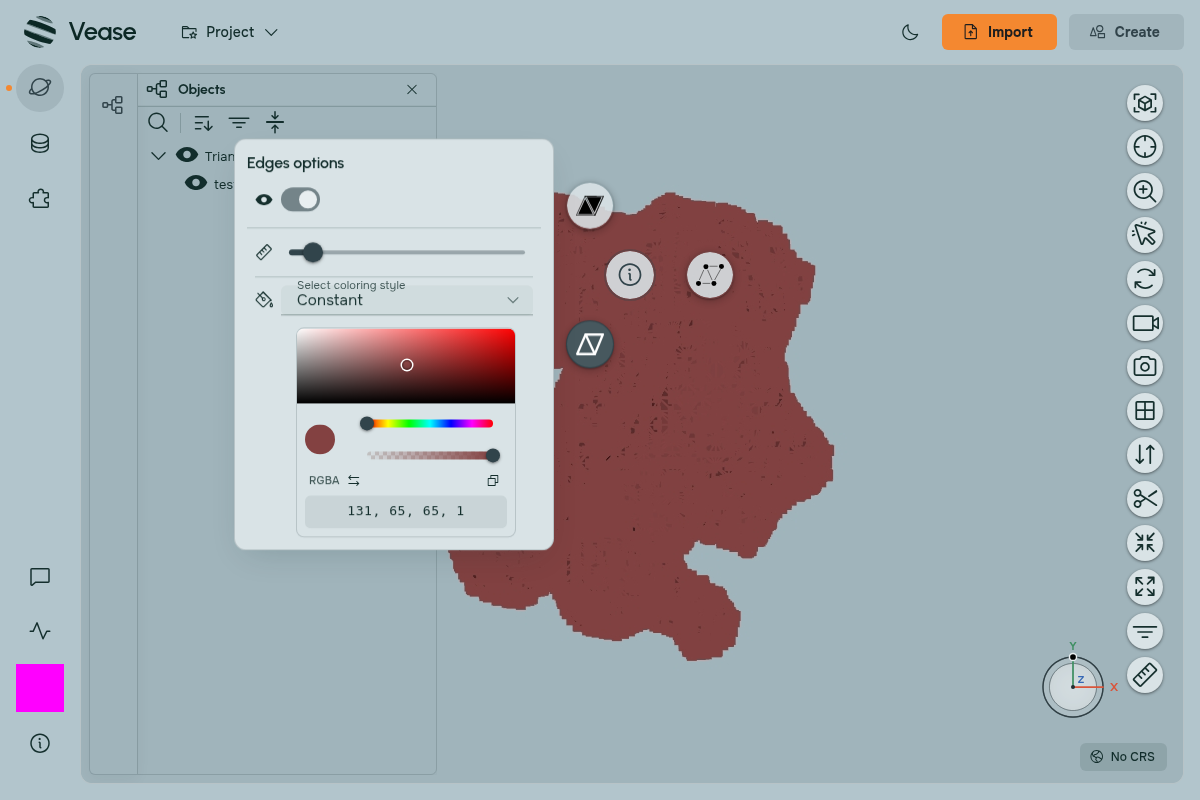 Vease
Project
Import
Create
Objects
Trian
tes
Edges options
Select coloring style
Constant
RGBA
131, 65, 65, 1
Y
Z
X
No CRS